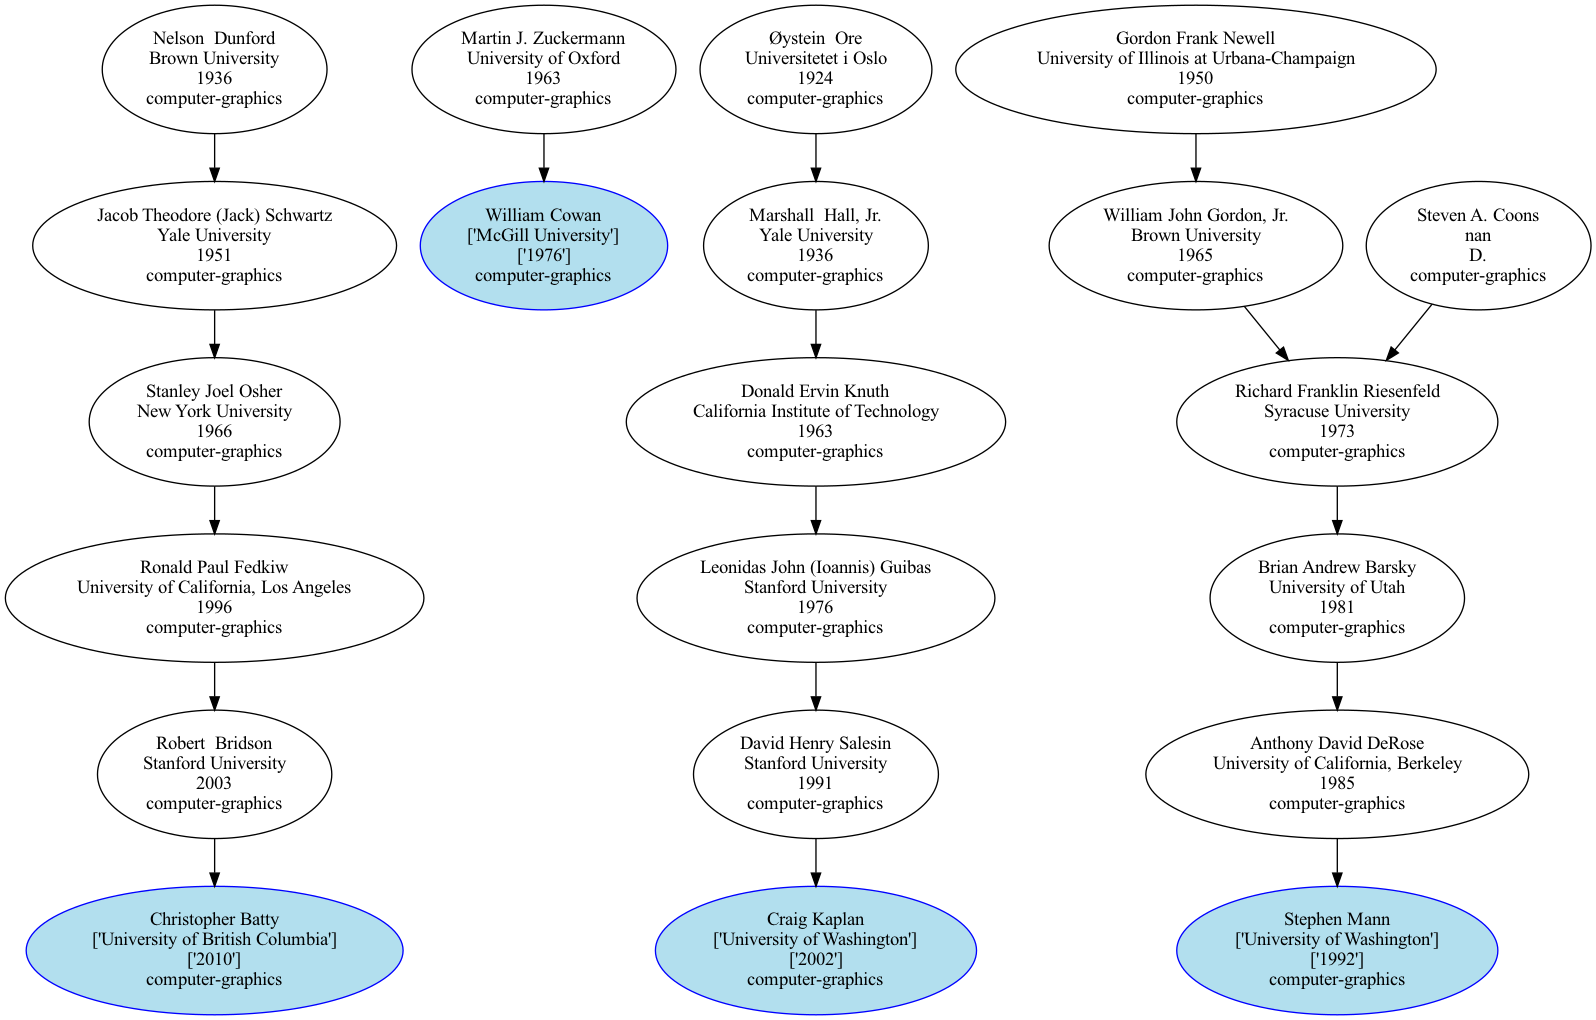 Nelson  Dunford
Brown University
1936
computer-graphics
Martin J. Zuckermann
University of Oxford
1963
computer-graphics
Øystein  Ore
Universitetet i Oslo
1924
computer-graphics
Gordon Frank Newell
University of Illinois at Urbana-Champaign
1950
computer-graphics
Jacob Theodore (Jack) Schwartz
Yale University
1951
computer-graphics
William Cowan
['McGill University']
['1976']
computer-graphics
Marshall  Hall, Jr.
Yale University
1936
computer-graphics
William John Gordon, Jr.
Brown University
1965
computer-graphics
Steven A. Coons
nan
D.
computer-graphics
Stanley Joel Osher
New York University
1966
computer-graphics
Donald Ervin Knuth
California Institute of Technology
1963
computer-graphics
Richard Franklin Riesenfeld
Syracuse University
1973
computer-graphics
Ronald Paul Fedkiw
University of California, Los Angeles
1996
computer-graphics
Leonidas John (Ioannis) Guibas
Stanford University
1976
computer-graphics
Brian Andrew Barsky
University of Utah
1981
computer-graphics
Robert  Bridson
Stanford University
2003
computer-graphics
David Henry Salesin
Stanford University
1991
computer-graphics
Anthony David DeRose
University of California, Berkeley
1985
computer-graphics
Christopher Batty
['University of British Columbia']
['2010']
computer-graphics
Craig Kaplan
['University of Washington']
['2002']
computer-graphics
Stephen Mann
['University of Washington']
['1992']
computer-graphics